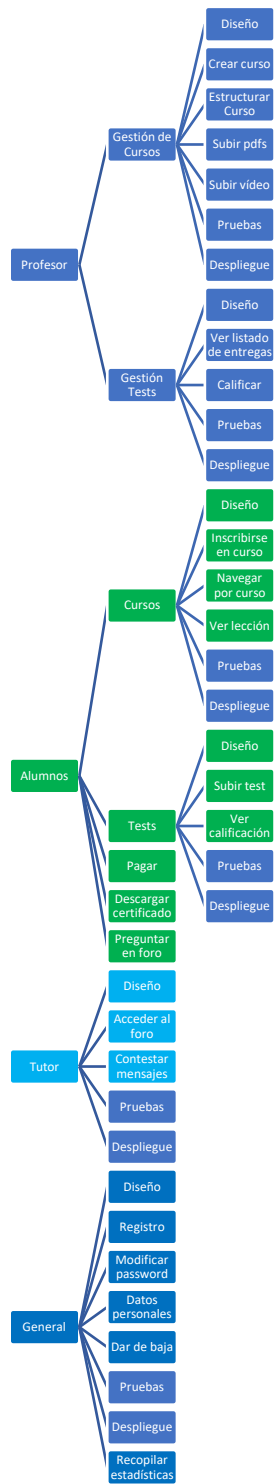 Profesor
Gestión de
Cursos
Diseño
Crear curso
Estructurar
Curso
Subir pdfs
Subir vídeo
Pruebas
Despliegue
Gestión
Tests
Diseño
Ver listado
de entregas
Calificar
Pruebas
Despliegue
Alumnos
Cursos
Diseño
Inscribirse
en curso
Navegar
por curso
Ver lección
Pruebas
Despliegue
Tests
Diseño
Subir test
Ver
calificación
Pruebas
Despliegue
Pagar
Descargar
certificado
Preguntar
en foro
Tutor
Diseño
Acceder al
foro
Contestar
mensajes
Pruebas
Despliegue
General
Diseño
Registro
Modificar
password
Datos
personales
Dar de baja
Pruebas
Despliegue
Recopilar
estadísticas